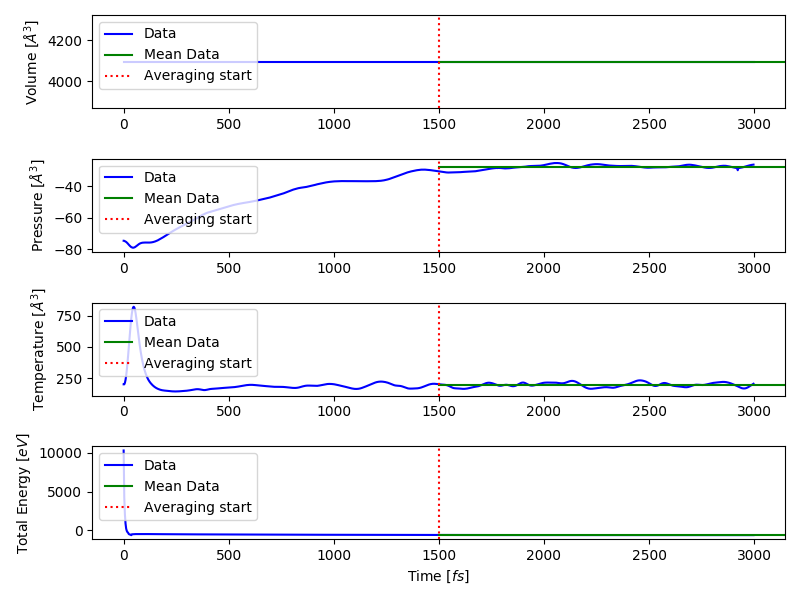 Volume [Å³]
4200
4000
Data
Mean Data
Averaging start
0 500 1000 1500 2000 2500 3000
Pressure [Å³]
−40
−60
−80
Data
Mean Data
Averaging start
0 500 1000 1500 2000 2500 3000
Temperature [Å³]
750
500
250
Data
Mean Data
Averaging start
0 500 1000 1500 2000 2500 3000
Total Energy [eV]
10000
5000
0
Data
Mean Data
Averaging start
0 500 1000 1500 2000 2500 3000
Time [fs]